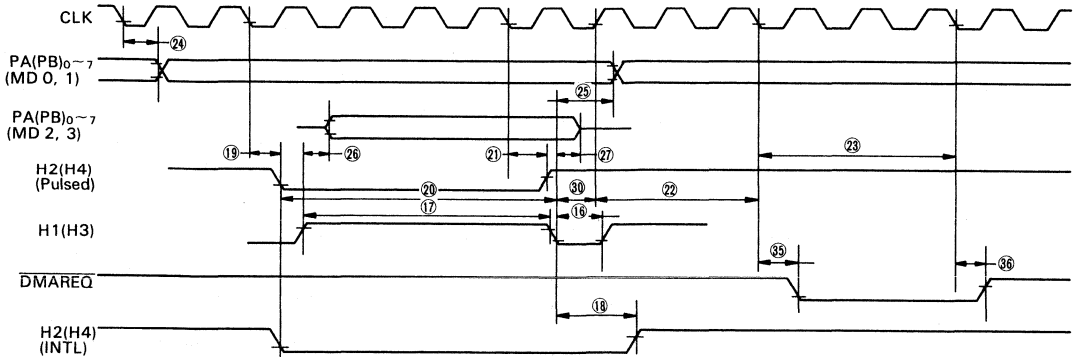 CLK
㉔
PA(PB)₀~₇
(MD 0, 1)
㉕
PA(PB)₀~₇
(MD 2, 3)
⑲ ㉖ ㉑ ㉗ ㉓
H2(H4)
(Pulsed)
⑳ ㉚ ㉒
⑰ ⑯
H1(H3)
㉟ ㊱
DMAREQ
⑱
H2(H4)
(INTL)